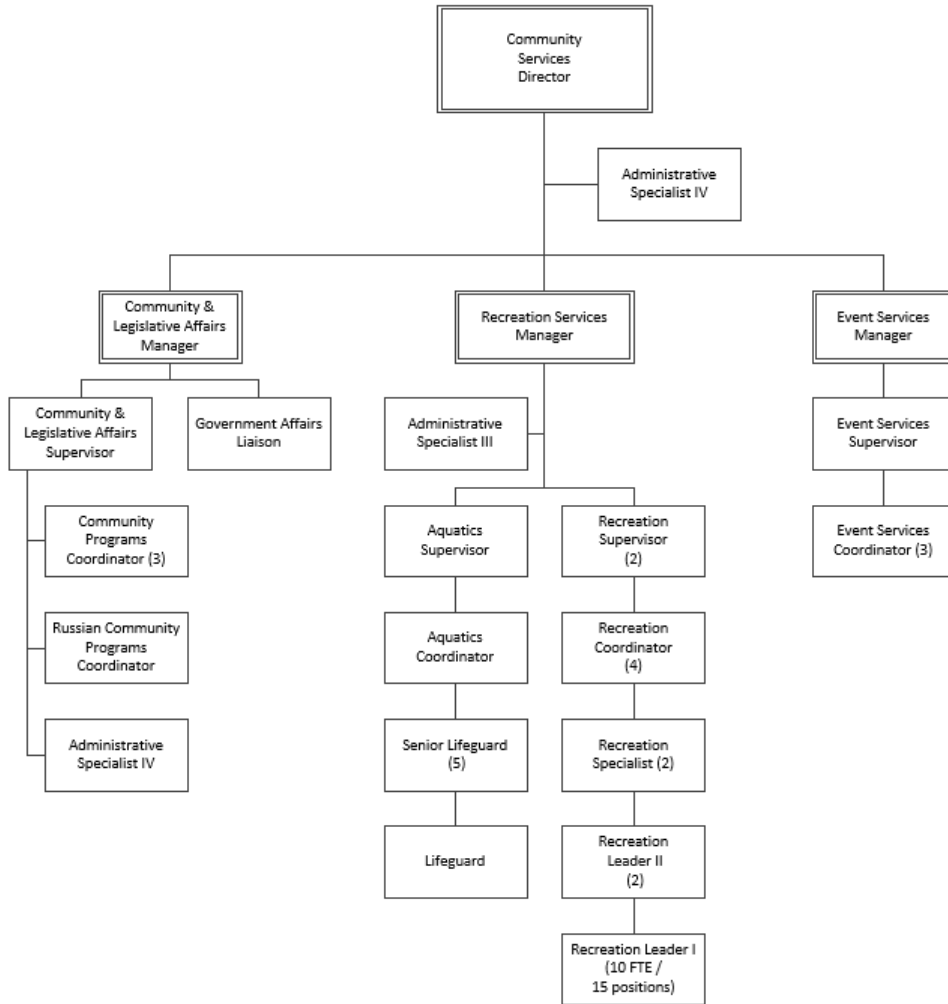 Community
Services
Director
Administrative
Specialist IV
Community &
Legislative Affairs
Manager
Recreation Services
Manager
Event Services
Manager
Community &
Legislative Affairs
Supervisor
Government Affairs
Liaison
Administrative
Specialist III
Event Services
Supervisor
Community
Programs
Coordinator (3)
Aquatics
Supervisor
Recreation
Supervisor
(2)
Event Services
Coordinator (3)
Russian Community
Programs
Coordinator
Aquatics
Coordinator
Recreation
Coordinator
(4)
Administrative
Specialist IV
Senior Lifeguard
(5)
Recreation
Specialist (2)
Lifeguard
Recreation
Leader II
(2)
Recreation Leader I
(10 FTE /
15 positions)